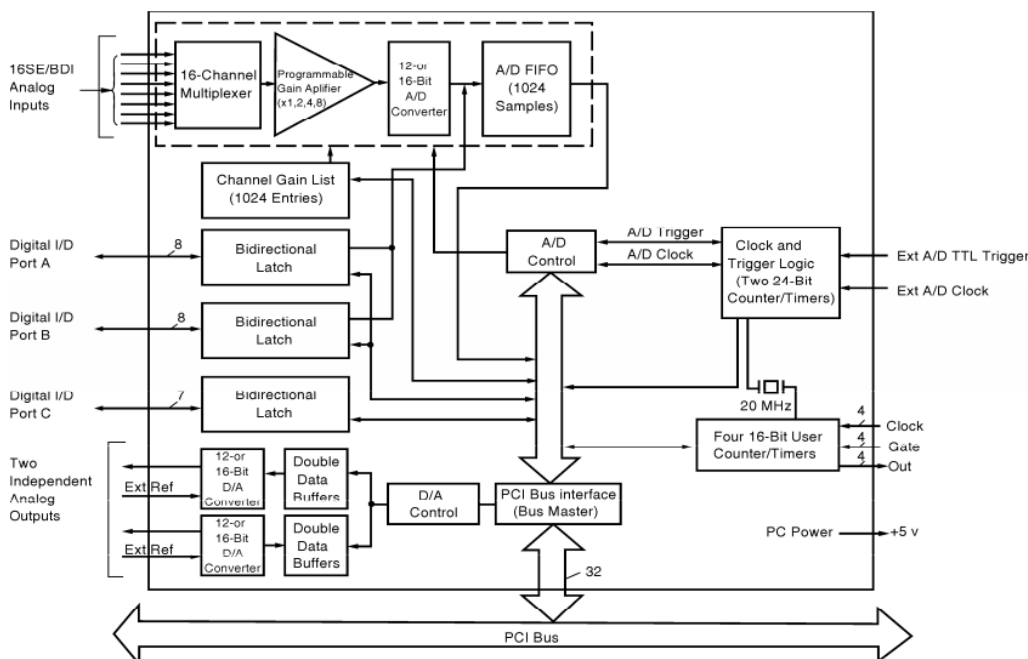 16SE/BDI
Analog
Inputs
16-Channel
Multiplexer
Programmable
Gain Aplifier
(x1,2,4,8)
12-or
16-Bit
A/D
Converter
A/D FIFO
(1024
Samples)
Channel Gain List
(1024 Entries)
Digital I/D
Port A
8
Bidirectional
Latch
A/D
Control
A/D Trigger
A/D Clock
Clock and
Trigger Logic
(Two 24-Bit
Counter/Timers)
Ext A/D TTL Trigger
Ext A/D Clock
Digital I/D
Port B
8
Bidirectional
Latch
Digital I/D
Port C
7
Bidirectional
Latch
20 MHz
Four 16-Bit User
Counter/Timers
4
Clock
4
Gate
4
Out
Two
Independent
Analog
Outputs
Ext Ref
12-or
16-Bit
D/A
Converter
Double
Data
Buffers
Ext Ref
12-or
16-Bit
D/A
Converter
Double
Data
Buffers
D/A
Control
PCI Bus interface
(Bus Master)
PC Power
+5 v
32
PCI Bus